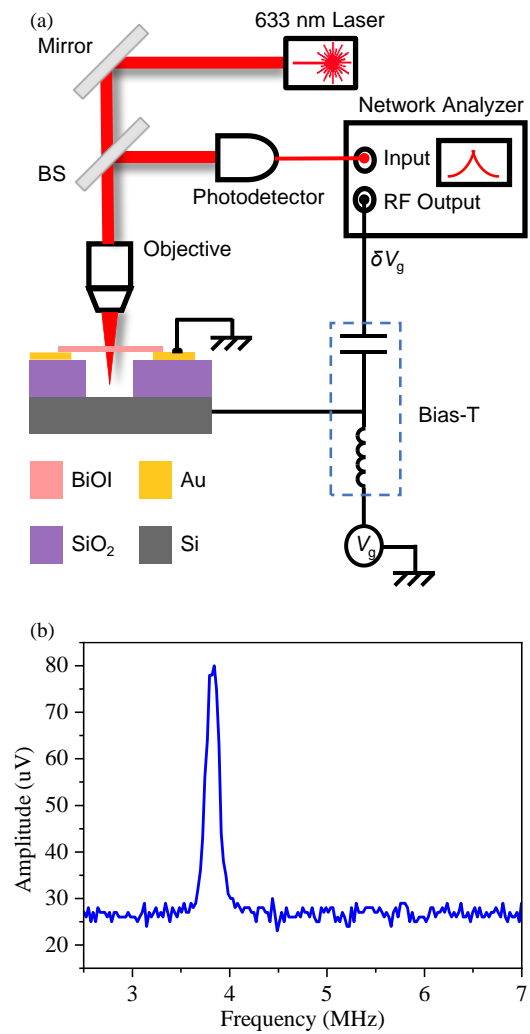 (a)
633 nm Laser
Mirror
Network Analyzer
BS
Input
Photodetector
RF Output
Objective
δVg
Bias-T
BiOI
Au
SiO₂
Si
Vg
(b)
80
70
60
50
40
30
20
Amplitude (uV)
3 4 5 6 7
Frequency (MHz)